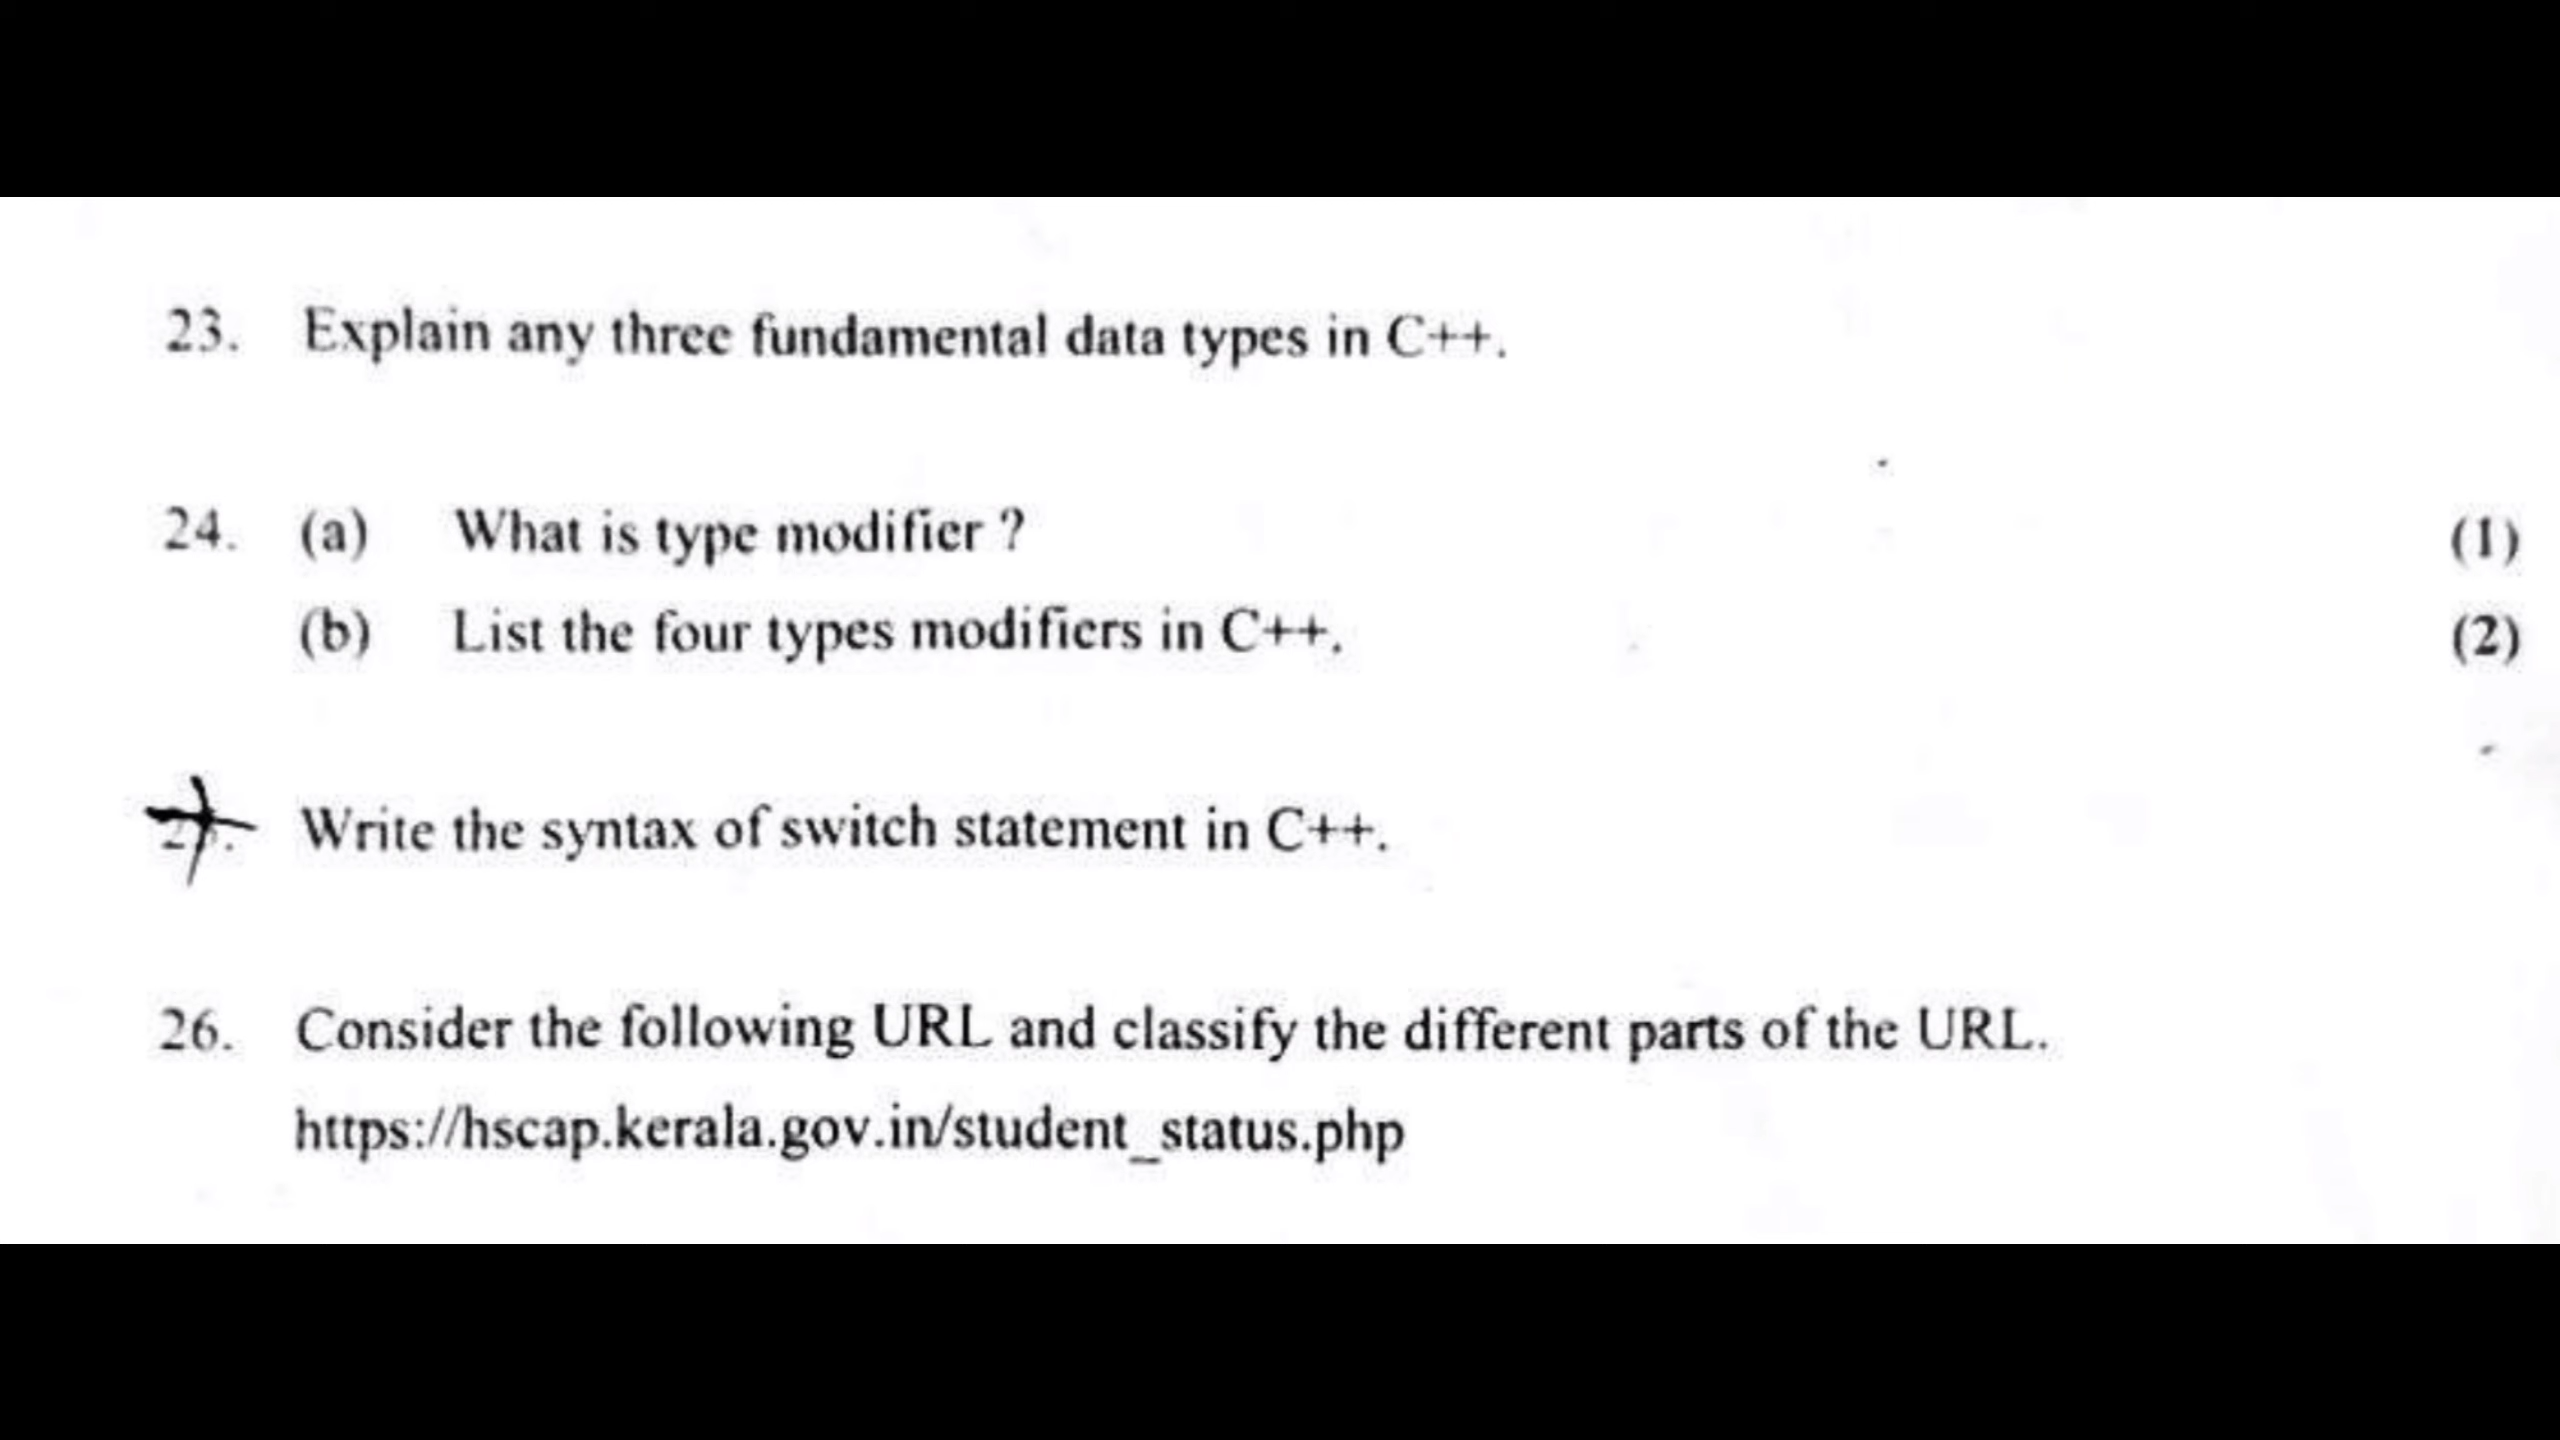 23. Explain any three fundamental data types in C++.
24. (a) What is type modifier ? (1)
(b) List the four types modifiers in C++. (2)
Write the syntax of switch statement in C++.
26. Consider the following URL and classify the different parts of the URL.
https://hscap.kerala.gov.in/student_status.php